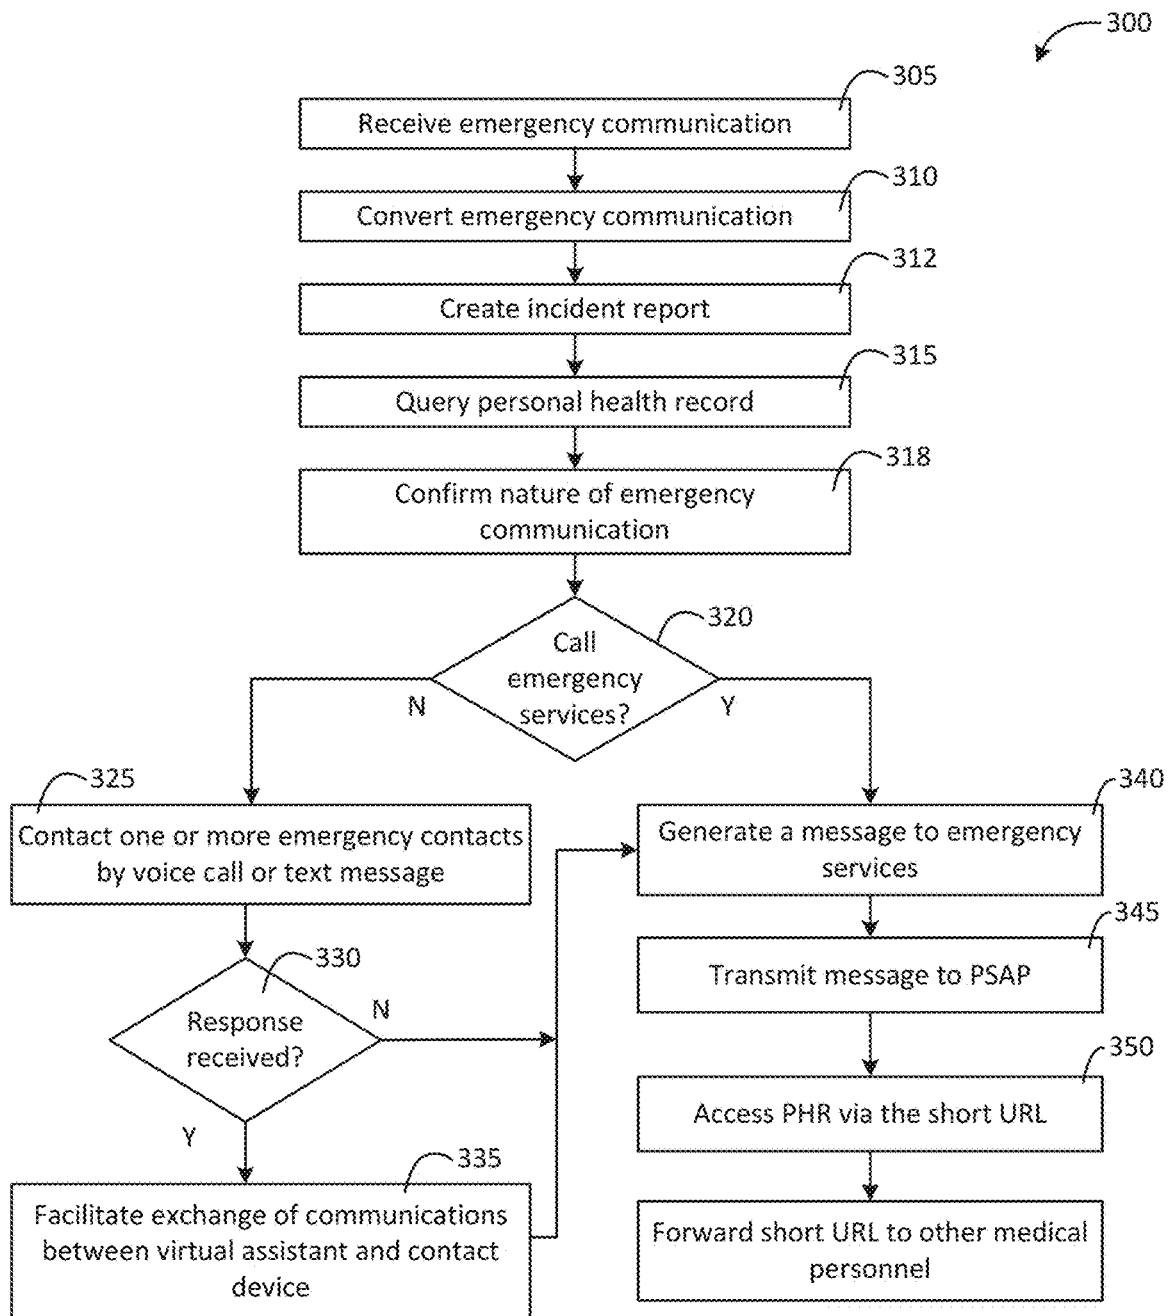 300
305
Receive emergency communication
310
Convert emergency communication
312
Create incident report
315
Query personal health record
318
Confirm nature of emergency
communication
320
Call
emergency
services?
N
Y
325
Contact one or more emergency contacts
by voice call or text message
340
Generate a message to emergency
services
330
Response
received?
N
Y
345
Transmit message to PSAP
350
Access PHR via the short URL
335
Facilitate exchange of communications
between virtual assistant and contact
device
Forward short URL to other medical
personnel